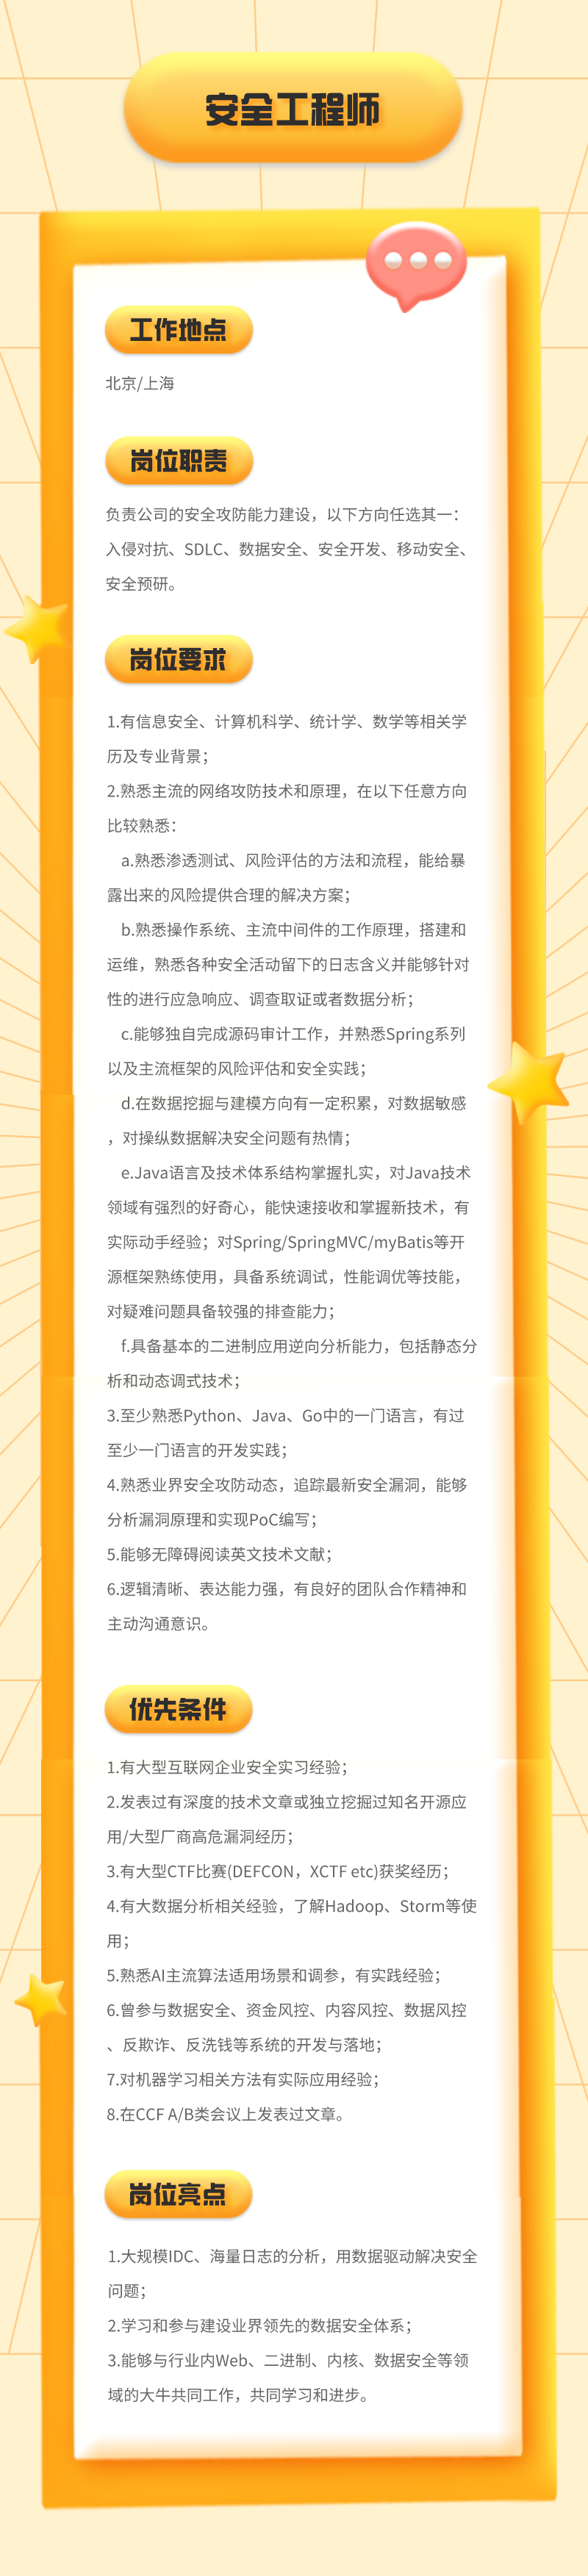 安全工程师
工作地点
北京/上海
岗位职责
负责公司的安全攻防能力建设，以下方向任选其一：
入侵对抗、SDLC、数据安全、安全开发、移动安全、
安全预研。
岗位要求
1.有信息安全、计算机科学、统计学、数学等相关学
历及专业背景；
2.熟悉主流的网络攻防技术和原理，在以下任意方向
比较熟悉：
a.熟悉渗透测试、风险评估的方法和流程，能给暴
露出来的风险提供合理的解决方案；
b.熟悉操作系统、主流中间件的工作原理，搭建和
运维，熟悉各种安全活动留下的日志含义并能够针对
性的进行应急响应、调查取证或者数据分析；
c.能够独自完成源码审计工作，并熟悉Spring系列
以及主流框架的风险评估和安全实践；
d.在数据挖掘与建模方向有一定积累，对数据敏感
，对操纵数据解决安全问题有热情；
e.Java语言及技术体系结构掌握扎实，对Java技术
领域有强烈的好奇心，能快速接收和掌握新技术，有
实际动手经验；对Spring/SpringMVC/myBatis等开
源框架熟练使用，具备系统调试，性能调优等技能，
对疑难问题具备较强的排查能力；
f.具备基本的二进制应用逆向分析能力，包括静态分
析和动态调式技术；
3.至少熟悉Python、Java、Go中的一门语言，有过
至少一门语言的开发实践；
4.熟悉业界安全攻防动态，追踪最新安全漏洞，能够
分析漏洞原理和实现PoC编写；
5.能够无障碍阅读英文技术文献；
6.逻辑清晰、表达能力强，有良好的团队合作精神和
主动沟通意识。
优先条件
1.有大型互联网企业安全实习经验；
2.发表过有深度的技术文章或独立挖掘过知名开源应
用/大型厂商高危漏洞经历；
3.有大型CTF比赛(DEFCON，XCTF etc)获奖经历；
4.有大数据分析相关经验，了解Hadoop、Storm等使
用；
5.熟悉AI主流算法适用场景和调参，有实践经验；
6.曾参与数据安全、资金风控、内容风控、数据风控
、反欺诈、反洗钱等系统的开发与落地；
7.对机器学习相关方法有实际应用经验；
8.在CCF A/B类会议上发表过文章。
岗位亮点
1.大规模IDC、海量日志的分析，用数据驱动解决安全
问题；
2.学习和参与建设业界领先的数据安全体系；
3.能够与行业内Web、二进制、内核、数据安全等领
域的大牛共同工作，共同学习和进步。